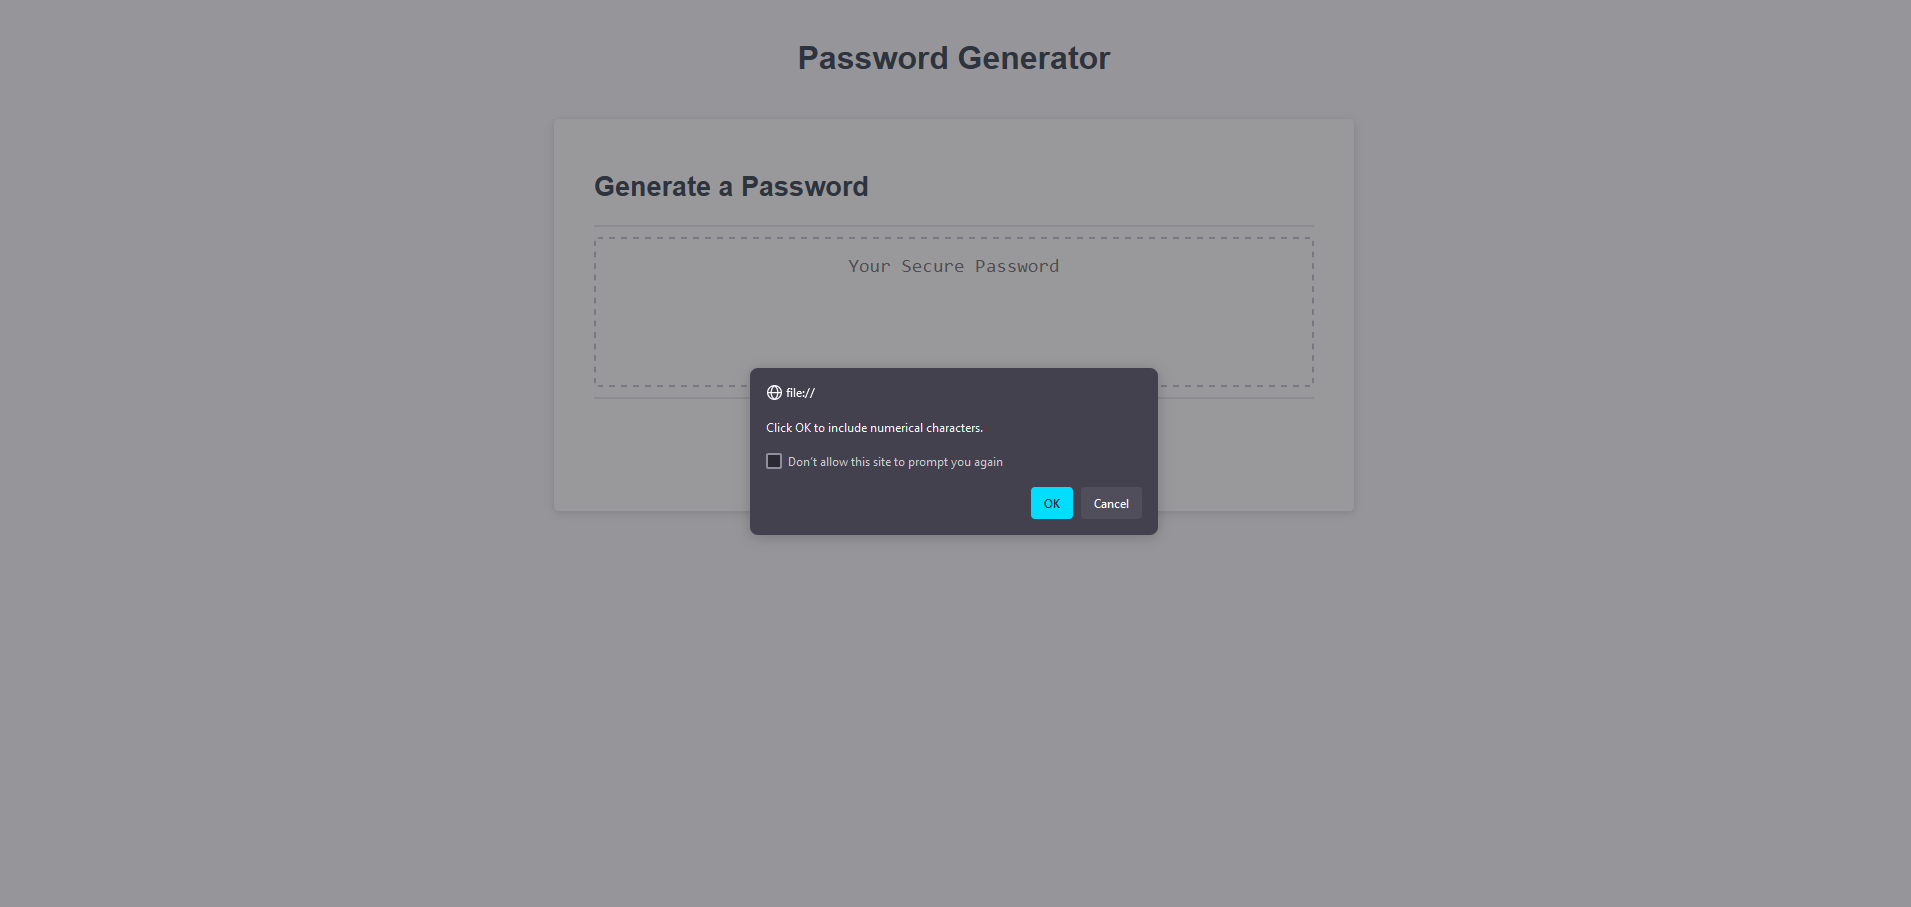 Password Generator
Generate a Password
Your Secure Password
file://
Click OK to include numerical characters.
Don't allow this site to prompt you again
OK Cancel